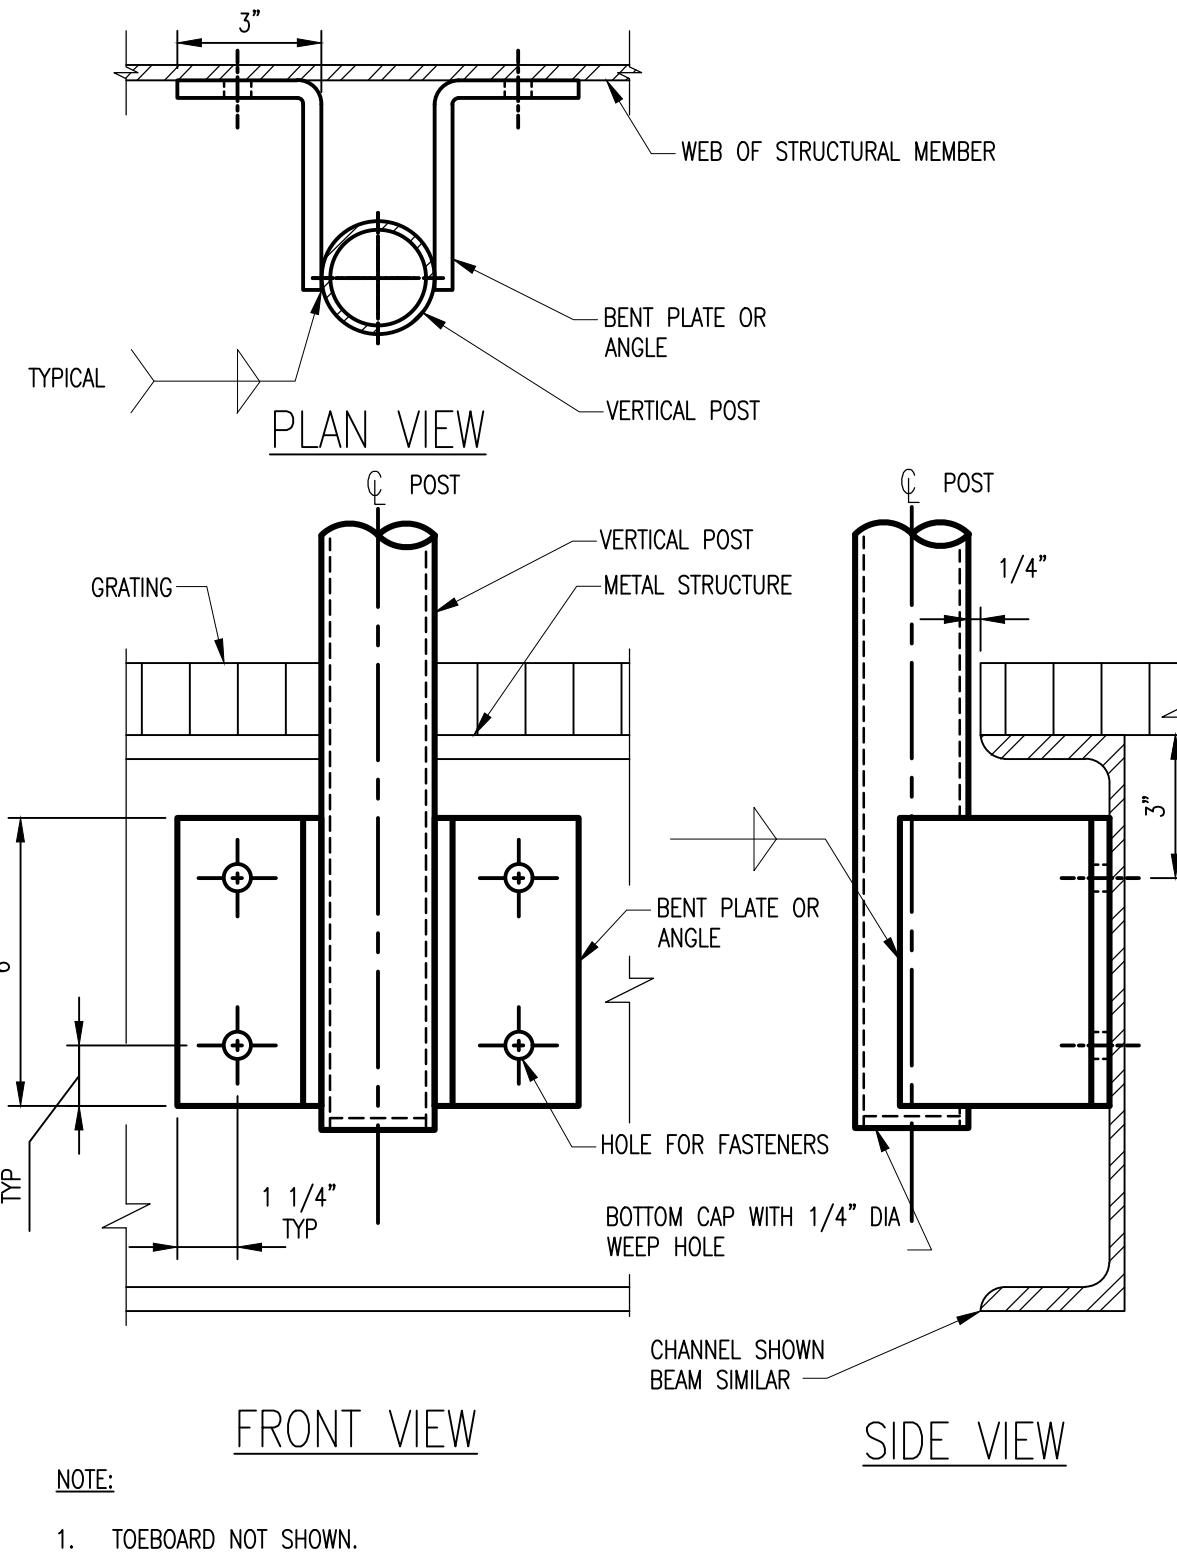 3"
WEB OF STRUCTURAL MEMBER
BENT PLATE OR
ANGLE
TYPICAL
VERTICAL POST
PLAN VIEW
℄ POST
℄ POST
VERTICAL POST
1/4"
GRATING
METAL STRUCTURE
3"
BENT PLATE OR
ANGLE
HOLE FOR FASTENERS
TYP
1 1/4"
TYP
BOTTOM CAP WITH 1/4" DIA
WEEP HOLE
CHANNEL SHOWN
BEAM SIMILAR
FRONT VIEW
SIDE VIEW
NOTE:
1. TOEBOARD NOT SHOWN.